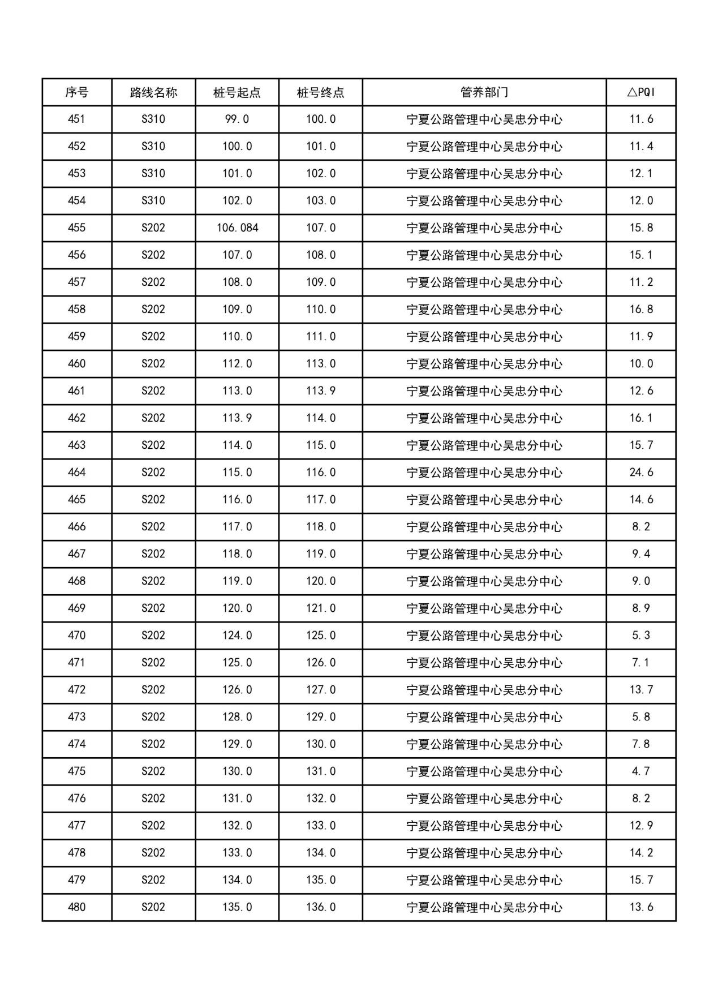 序号 路线名称 桩号起点 桩号终点 管养部门 △PQI
451 S310 99.0 100.0 宁夏公路管理中心吴忠分中心 11.6
452 S310 100.0 101.0 宁夏公路管理中心吴忠分中心 11.4
453 S310 101.0 102.0 宁夏公路管理中心吴忠分中心 12.1
454 S310 102.0 103.0 宁夏公路管理中心吴忠分中心 12.0
455 S202 106.084 107.0 宁夏公路管理中心吴忠分中心 15.8
456 S202 107.0 108.0 宁夏公路管理中心吴忠分中心 15.1
457 S202 108.0 109.0 宁夏公路管理中心吴忠分中心 11.2
458 S202 109.0 110.0 宁夏公路管理中心吴忠分中心 16.8
459 S202 110.0 111.0 宁夏公路管理中心吴忠分中心 11.9
460 S202 112.0 113.0 宁夏公路管理中心吴忠分中心 10.0
461 S202 113.0 113.9 宁夏公路管理中心吴忠分中心 12.6
462 S202 113.9 114.0 宁夏公路管理中心吴忠分中心 16.1
463 S202 114.0 115.0 宁夏公路管理中心吴忠分中心 15.7
464 S202 115.0 116.0 宁夏公路管理中心吴忠分中心 24.6
465 S202 116.0 117.0 宁夏公路管理中心吴忠分中心 14.6
466 S202 117.0 118.0 宁夏公路管理中心吴忠分中心 8.2
467 S202 118.0 119.0 宁夏公路管理中心吴忠分中心 9.4
468 S202 119.0 120.0 宁夏公路管理中心吴忠分中心 9.0
469 S202 120.0 121.0 宁夏公路管理中心吴忠分中心 8.9
470 S202 124.0 125.0 宁夏公路管理中心吴忠分中心 5.3
471 S202 125.0 126.0 宁夏公路管理中心吴忠分中心 7.1
472 S202 126.0 127.0 宁夏公路管理中心吴忠分中心 13.7
473 S202 128.0 129.0 宁夏公路管理中心吴忠分中心 5.8
474 S202 129.0 130.0 宁夏公路管理中心吴忠分中心 7.8
475 S202 130.0 131.0 宁夏公路管理中心吴忠分中心 4.7
476 S202 131.0 132.0 宁夏公路管理中心吴忠分中心 8.2
477 S202 132.0 133.0 宁夏公路管理中心吴忠分中心 12.9
478 S202 133.0 134.0 宁夏公路管理中心吴忠分中心 14.2
479 S202 134.0 135.0 宁夏公路管理中心吴忠分中心 15.7
480 S202 135.0 136.0 宁夏公路管理中心吴忠分中心 13.6